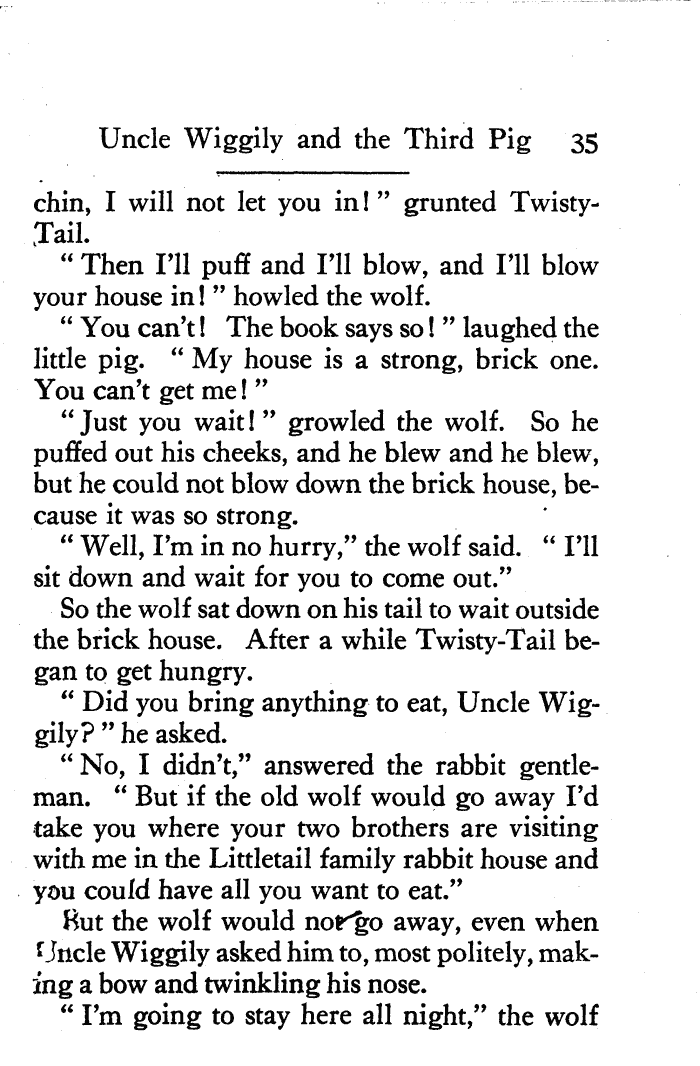 Uncle Wiggily and the Third Pig 35
chin, I will not let you in!" grunted Twisty-
Tail.
"Then I'll puff and I'll blow, and I'll blow
your house in!" howled the wolf.
"You can't! The book says so!" laughed the
little pig. "My house is a strong, brick one.
You can't get me!"
"Just you wait!" growled the wolf. So he
puffed out his cheeks, and he blew and he blew,
but he could not blow down the brick house, be-
cause it was so strong.
"Well, I'm in no hurry," the wolf said. "I'll
sit down and wait for you to come out."
So the wolf sat down on his tail to wait outside
the brick house. After a while Twisty-Tail be-
gan to get hungry.
"Did you bring anything to eat, Uncle Wig-
gily?" he asked.
"No, I didn't," answered the rabbit gentle-
man. "But if the old wolf would go away I'd
take you where your two brothers are visiting
with me in the Littletail family rabbit house and
you could have all you want to eat."
But the wolf would not go away, even when
Uncle Wiggily asked him to, most politely, mak-
ing a bow and twinkling his nose.
"I'm going to stay here all night," the wolf